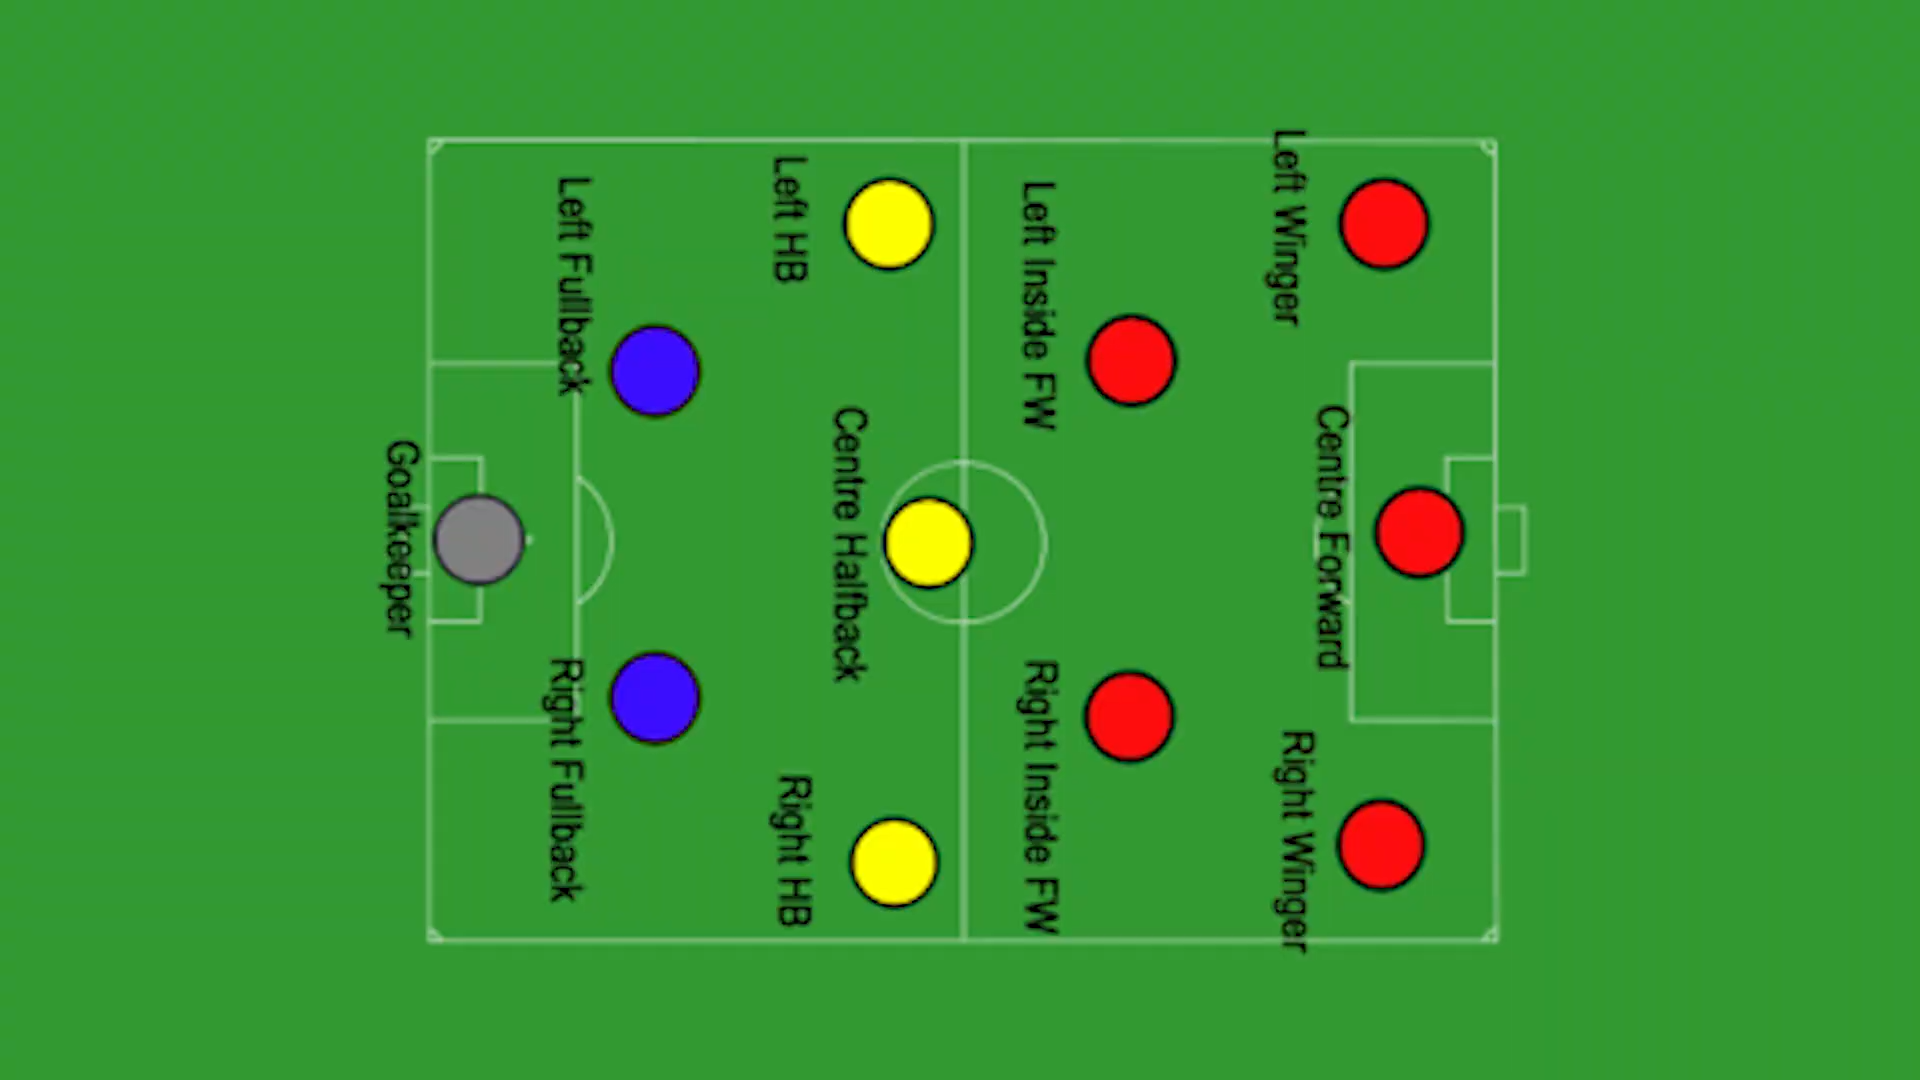 Goalkeeper
Left Fullback
Right Fullback
Left HB
Centre Halfback
Right HB
Left Inside FW
Right Inside FW
Left Winger
Centre Forward
Right Winger